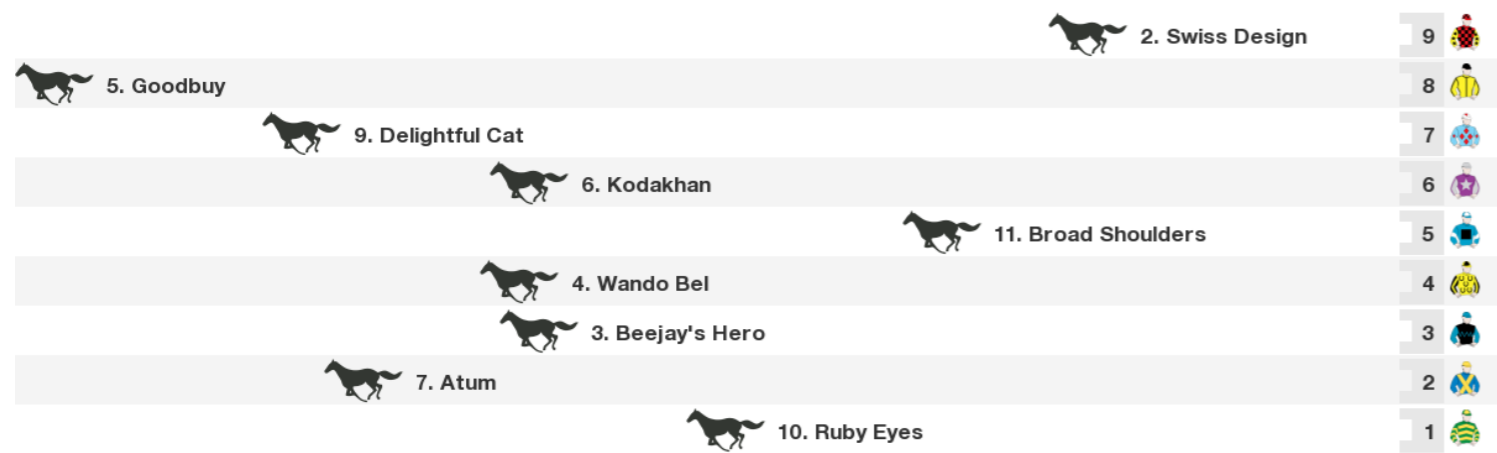 2. Swiss Design 9
5. Goodbuy 8
9. Delightful Cat 7
6. Kodakhan 6
11. Broad Shoulders 5
4. Wando Bel 4
3. Beejay's Hero 3
7. Atum 2
10. Ruby Eyes 1